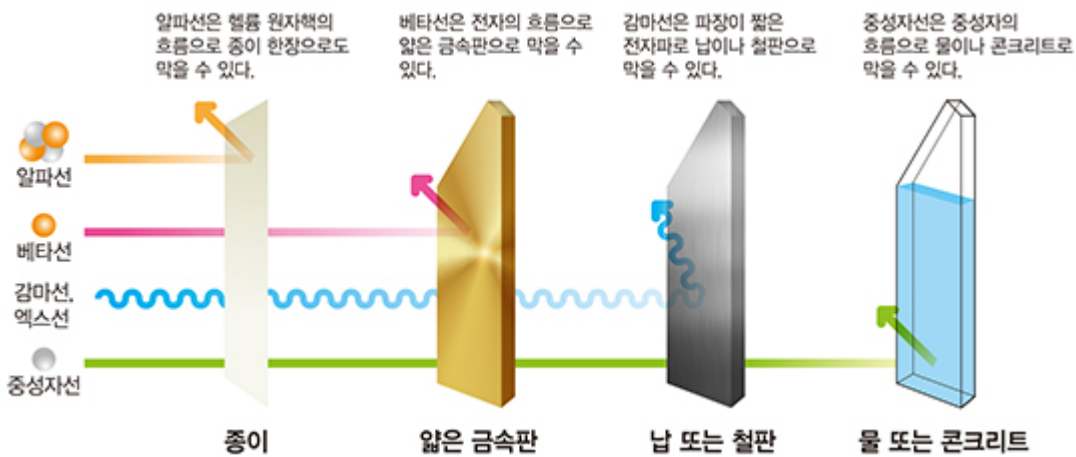 알파선은 헬륨 원자핵의
흐름으로 종이 한장으로도
막을 수 있다.
베타선은 전자의 흐름으로
얇은 금속판으로 막을 수
있다.
감마선은 파장이 짧은
전자파로 납이나 철판으로
막을 수 있다.
중성자선은 중성자의
흐름으로 물이나 콘크리트로
막을 수 있다.
알파선
베타선
감마선,
엑스선
중성자선
종이
얇은 금속판
납 또는 철판
물 또는 콘크리트